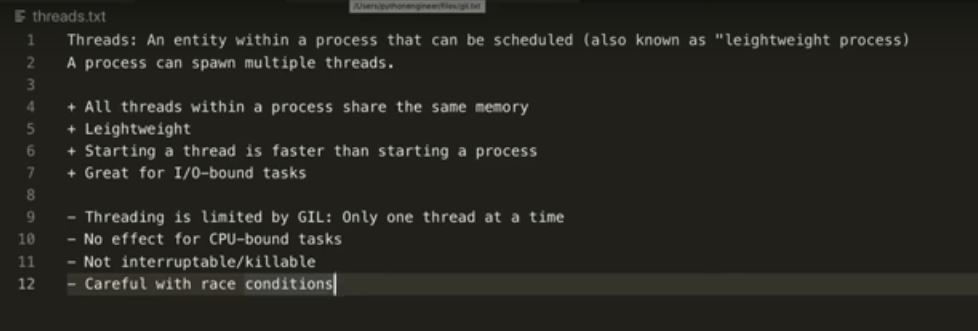 /Users/pythonengineer/files/gil.txt
threads.txt
1 Threads: An entity within a process that can be scheduled (also known as "leightweight process)
2 A process can spawn multiple threads.
3
4 + All threads within a process share the same memory
5 + Leightweight
6 + Starting a thread is faster than starting a process
7 + Great for I/O-bound tasks
8
9 - Threading is limited by GIL: Only one thread at a time
10 - No effect for CPU-bound tasks
11 - Not interruptable/killable
12 - Careful with race conditions